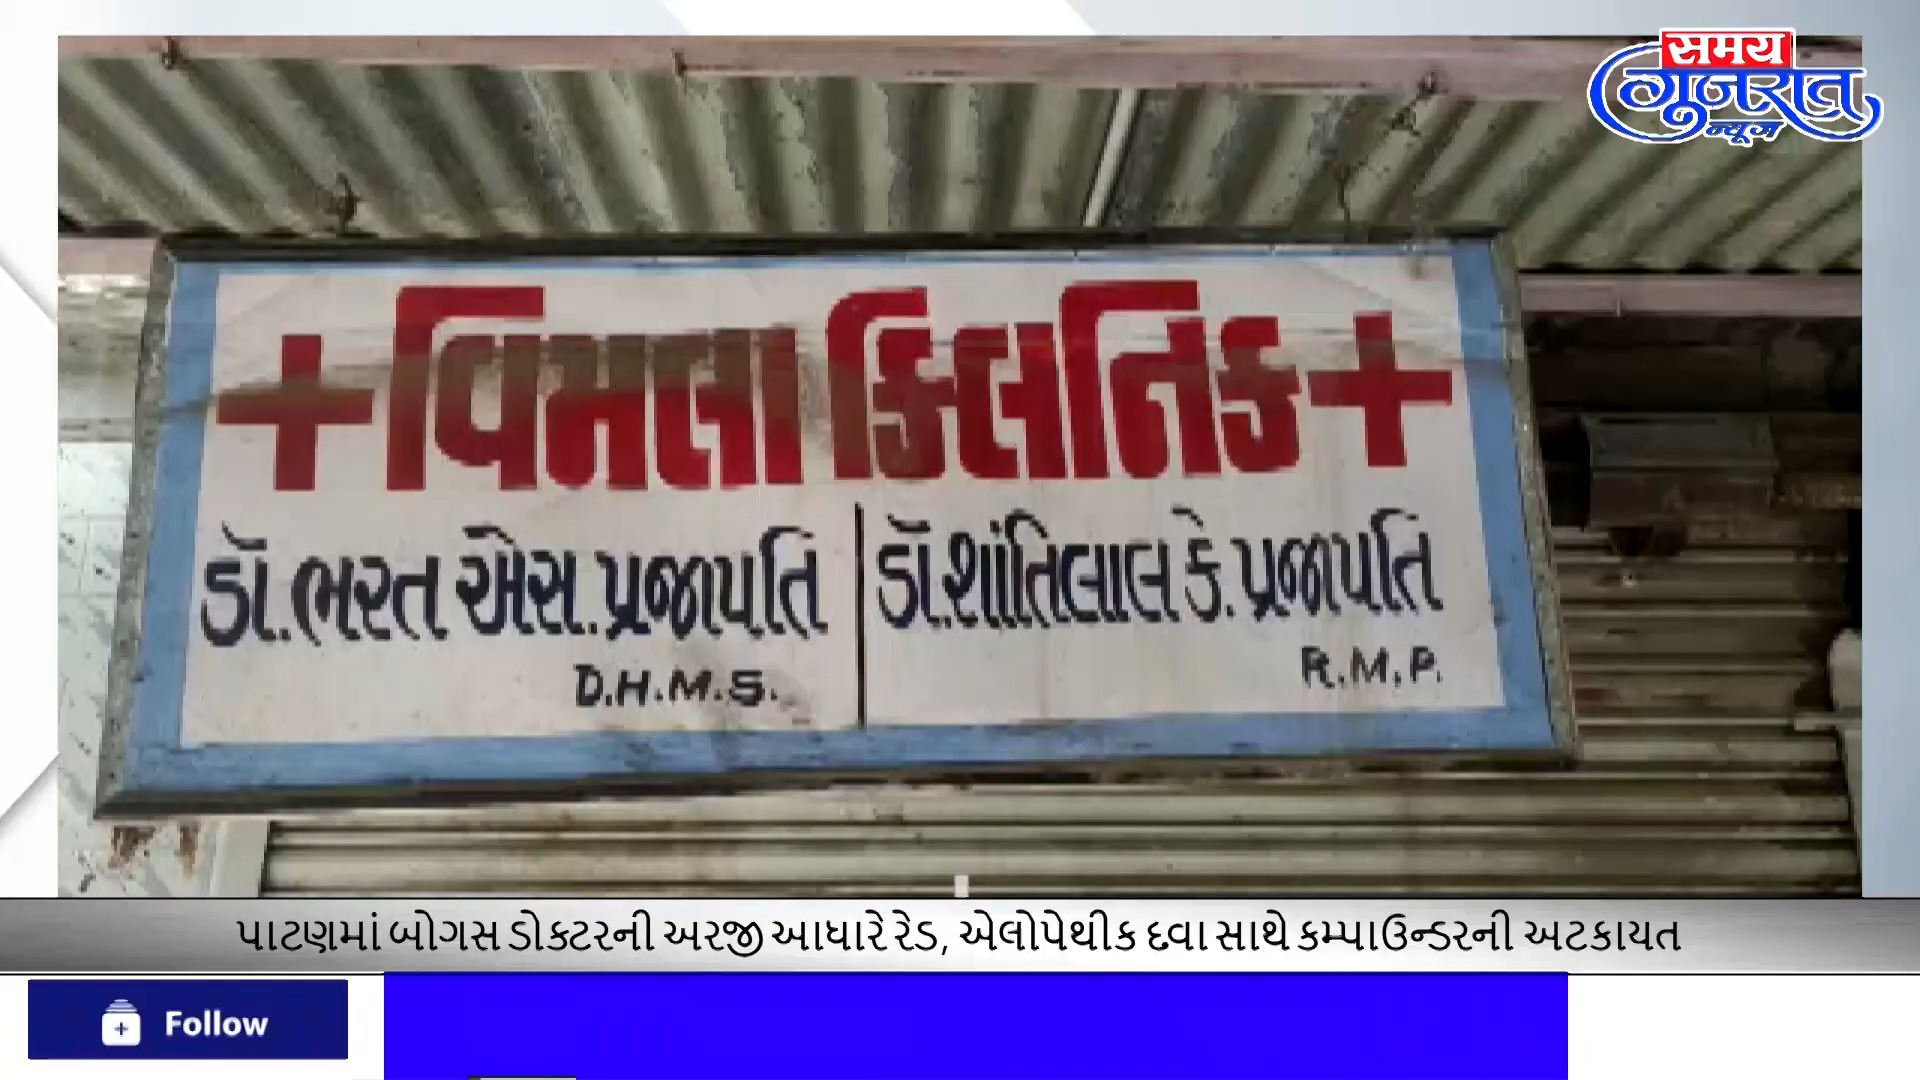 समय
गुजरात
न्यूज
+ વિમલા ક્લિનિક +
ડૉ. ભરત એસ. પ્રજાપતિ
D.H.M.S.
ડૉ. શાંતિલાલ કે. પ્રજાપતિ
R.M.P.
પાટણમાં બોગસ ડોક્ટરની અરજી આધારે રેડ, એલોપેથીક દવા સાથે કમ્પાઉન્ડરની અટકાયત
Follow